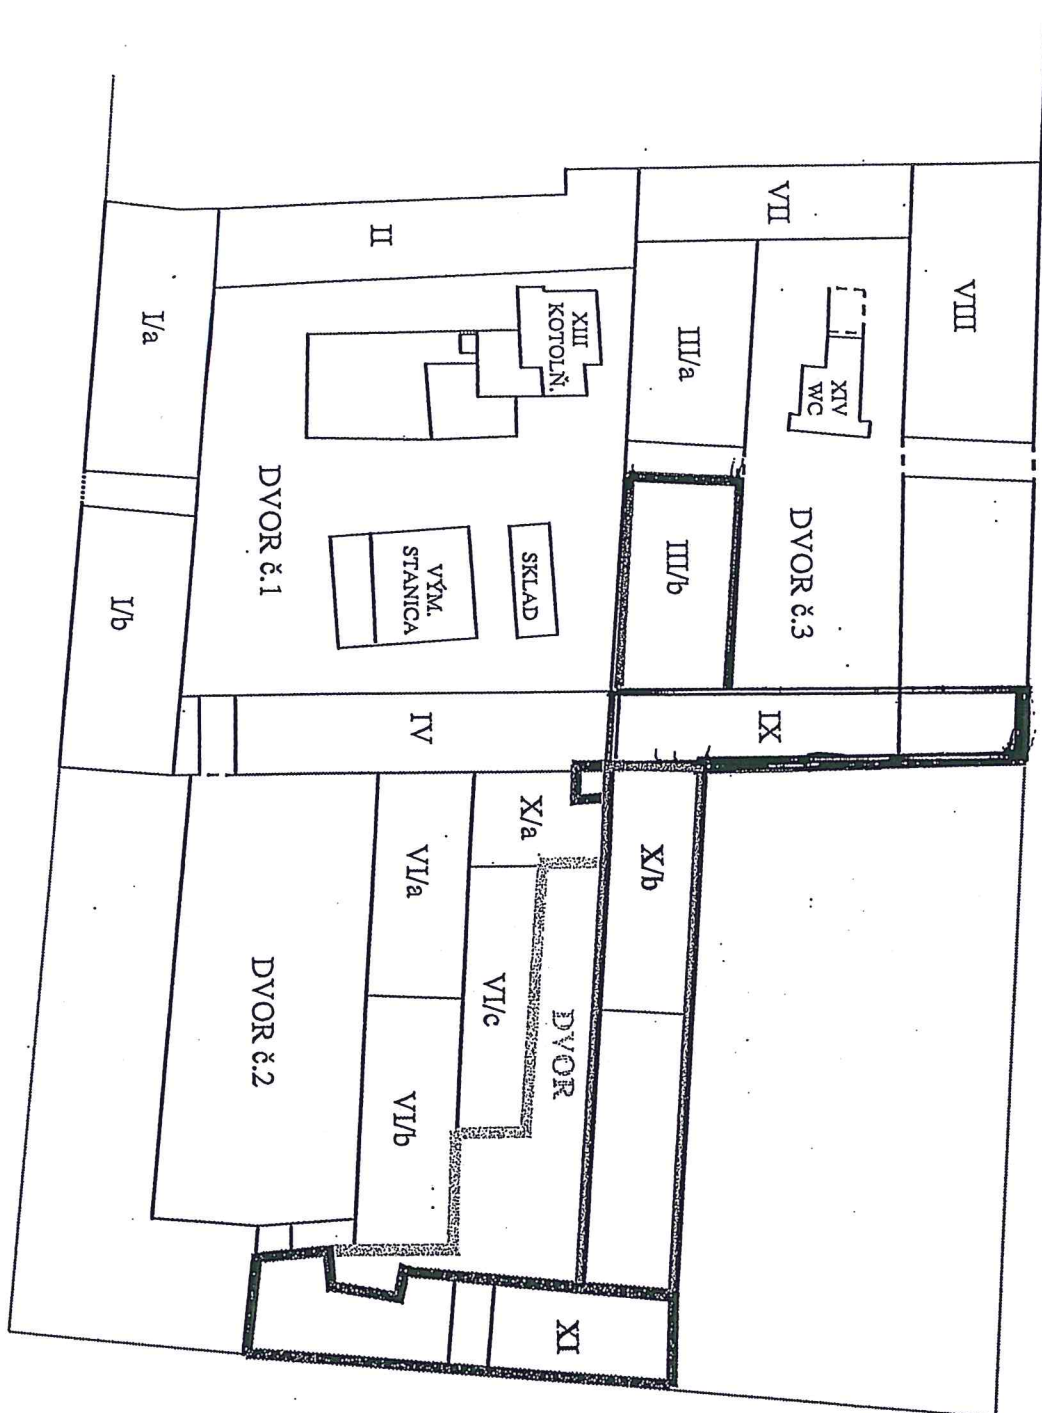 VIII
VII
XIV
WC
DVOR č.3
IX
III/a
III/b
X/b
XIII
KOTOLŇ.
SKLAD
X/a
DVOR
XI
II
VÝM.
STANICA
IV
VI/a
VI/c
VI/b
DVOR č.1
DVOR č.2
I/a
I/b